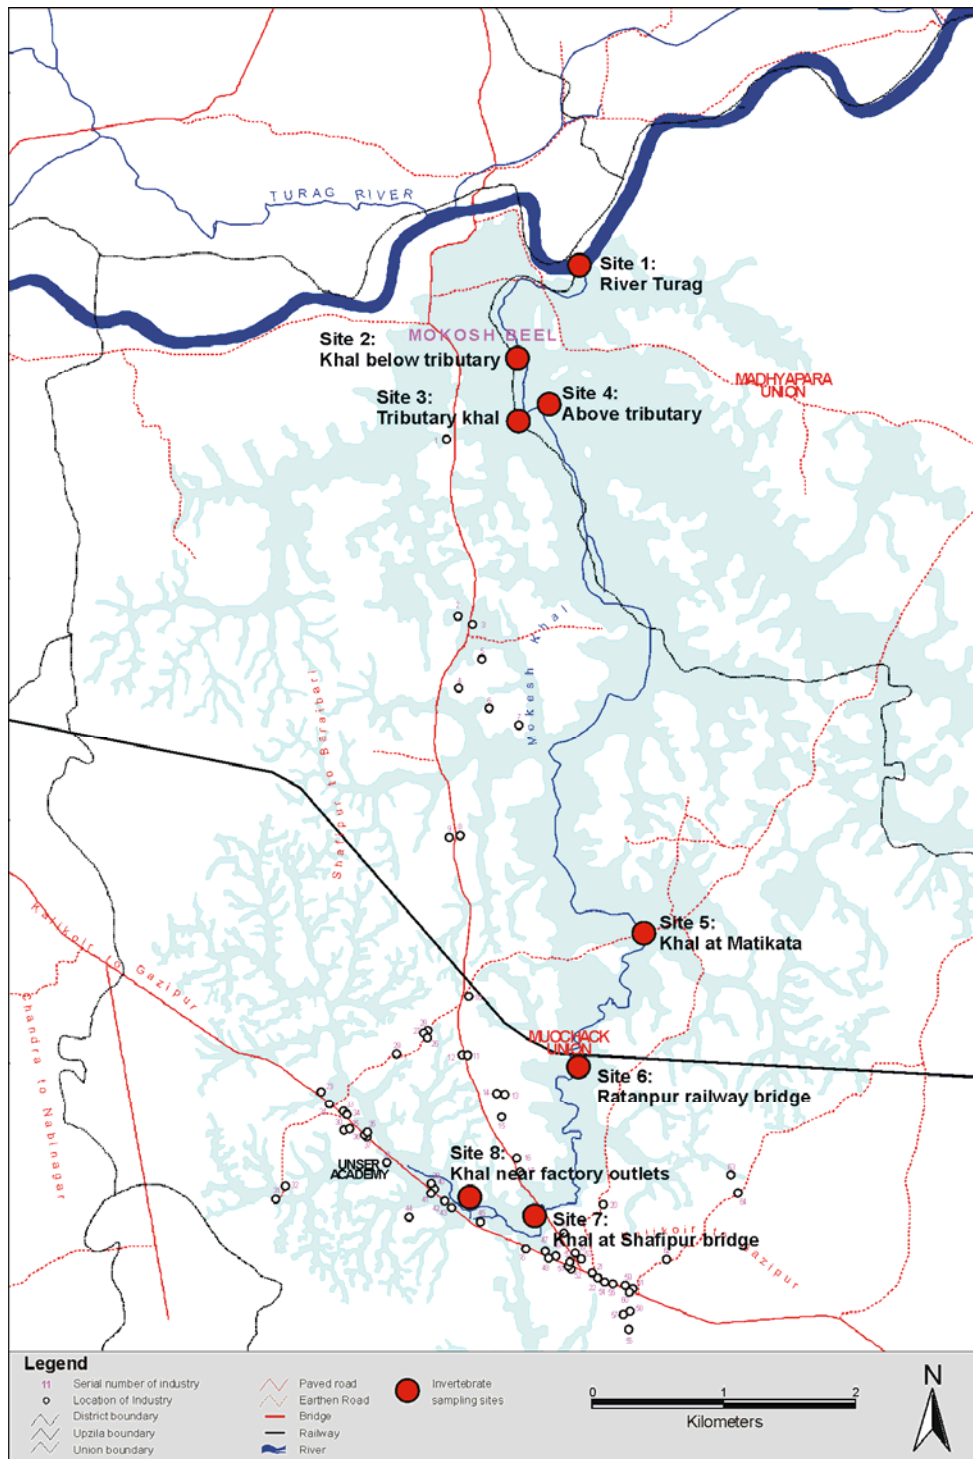 TURAG RIVER
Site 1:
River Turag
MOKOSH BEEL
Site 2:
Khal below tributary
MADHYAPARA
UNION
Site 3:
Tributary khal
Site 4:
Above tributary
Mokesh Khal
Shafipur to Baraibari
Site 5:
Khal at Matikata
Kalikoir to Gazipur
Chandra to Nabinagar
MUOCHACK
UNION
Site 6:
Ratanpur railway bridge
UNSER
ACADEMY
Site 8:
Khal near factory outlets
Site 7:
Khal at Shafipur bridge
Kalikoir to Gazipur
Legend
11 Serial number of industry
Location of Industry
District boundary
Upzila boundary
Union boundary
Paved road
Earthen Road
Bridge
Railway
River
Invertebrate
sampling sites
0 1 2
Kilometers
N